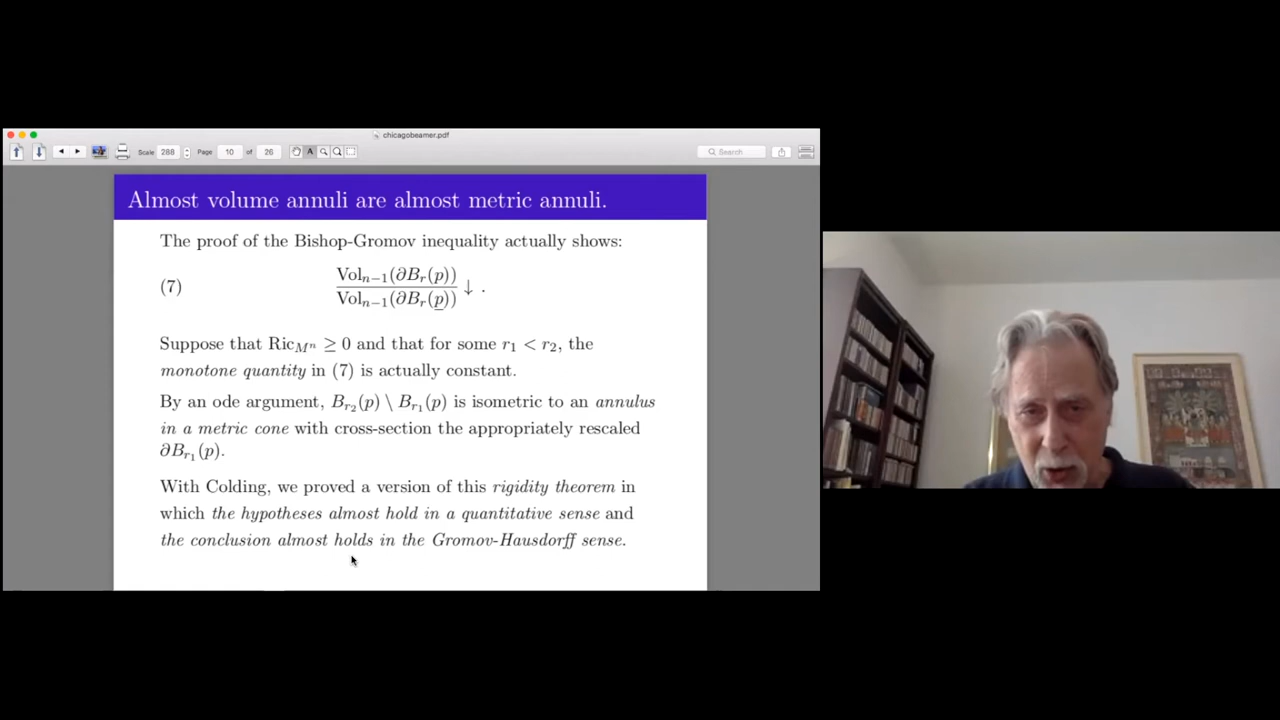 chicagobeamer.pdf
Scale 288 Page 10 of 26 A Search
Almost volume annuli are almost metric annuli.
The proof of the Bishop-Gromov inequality actually shows:
(7) Vol_{n−1}(∂B_r(p)) / Vol_{n−1}(∂B_r(p̲)) ↓ .
Suppose that Ric_{M^n} ≥ 0 and that for some r_1 < r_2, the
monotone quantity in (7) is actually constant.
By an ode argument, B_{r_2}(p) \ B_{r_1}(p) is isometric to an annulus
in a metric cone with cross-section the appropriately rescaled
∂B_{r_1}(p).
With Colding, we proved a version of this rigidity theorem in
which the hypotheses almost hold in a quantitative sense and
the conclusion almost holds in the Gromov-Hausdorff sense.